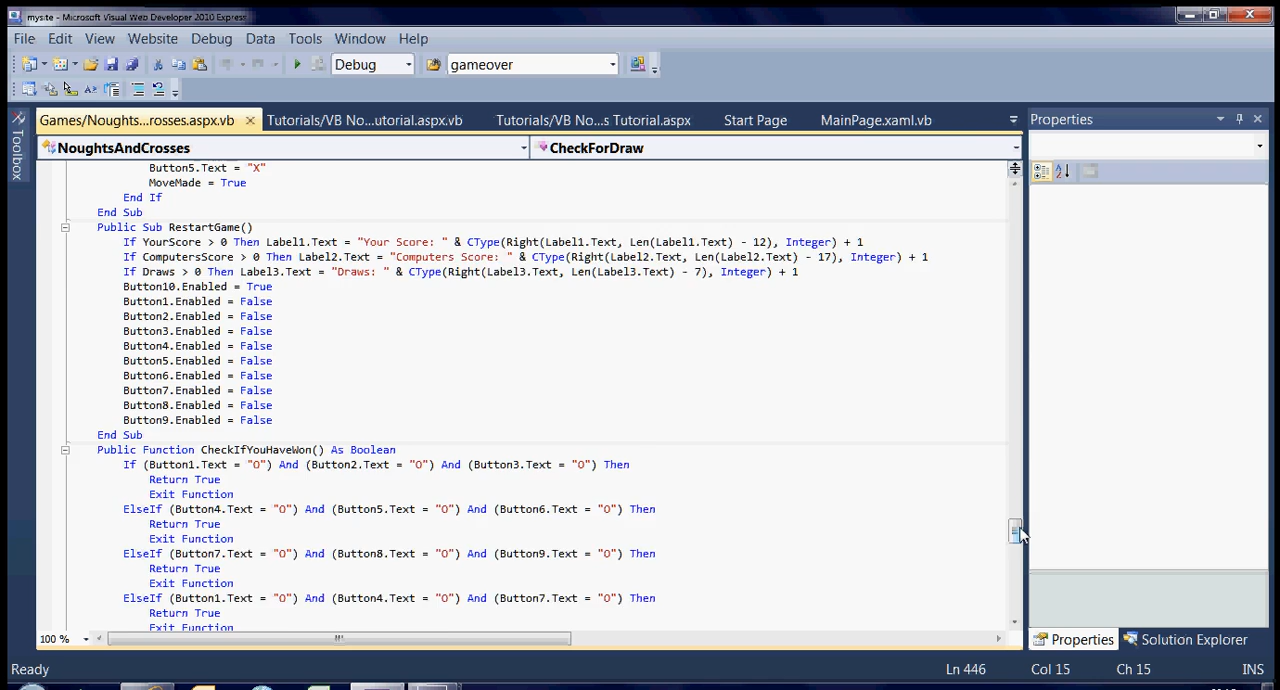 mysite - Microsoft Visual Web Developer 2010 Express
File Edit View Website Debug Data Tools Window Help
Debug gameover
Games/Noughts...rosses.aspx.vb Tutorials/VB No...utorial.aspx.vb Tutorials/VB No...s Tutorial.aspx Start Page MainPage.xaml.vb Properties
Toolbox
NoughtsAndCrosses CheckForDraw
Button5.Text = "X"
MoveMade = True
End If
End Sub
Public Sub RestartGame()
If YourScore > 0 Then Label1.Text = "Your Score: " & CType(Right(Label1.Text, Len(Label1.Text) - 12), Integer) + 1
If ComputersScore > 0 Then Label2.Text = "Computers Score: " & CType(Right(Label2.Text, Len(Label2.Text) - 17), Integer) + 1
If Draws > 0 Then Label3.Text = "Draws: " & CType(Right(Label3.Text, Len(Label3.Text) - 7), Integer) + 1
Button10.Enabled = True
Button1.Enabled = False
Button2.Enabled = False
Button3.Enabled = False
Button4.Enabled = False
Button5.Enabled = False
Button6.Enabled = False
Button7.Enabled = False
Button8.Enabled = False
Button9.Enabled = False
End Sub
Public Function CheckIfYouHaveWon() As Boolean
If (Button1.Text = "O") And (Button2.Text = "O") And (Button3.Text = "O") Then
Return True
Exit Function
ElseIf (Button4.Text = "O") And (Button5.Text = "O") And (Button6.Text = "O") Then
Return True
Exit Function
ElseIf (Button7.Text = "O") And (Button8.Text = "O") And (Button9.Text = "O") Then
Return True
Exit Function
ElseIf (Button1.Text = "O") And (Button4.Text = "O") And (Button7.Text = "O") Then
Return True
Exit Function
100 %
Properties Solution Explorer
Ready Ln 446 Col 15 Ch 15 INS